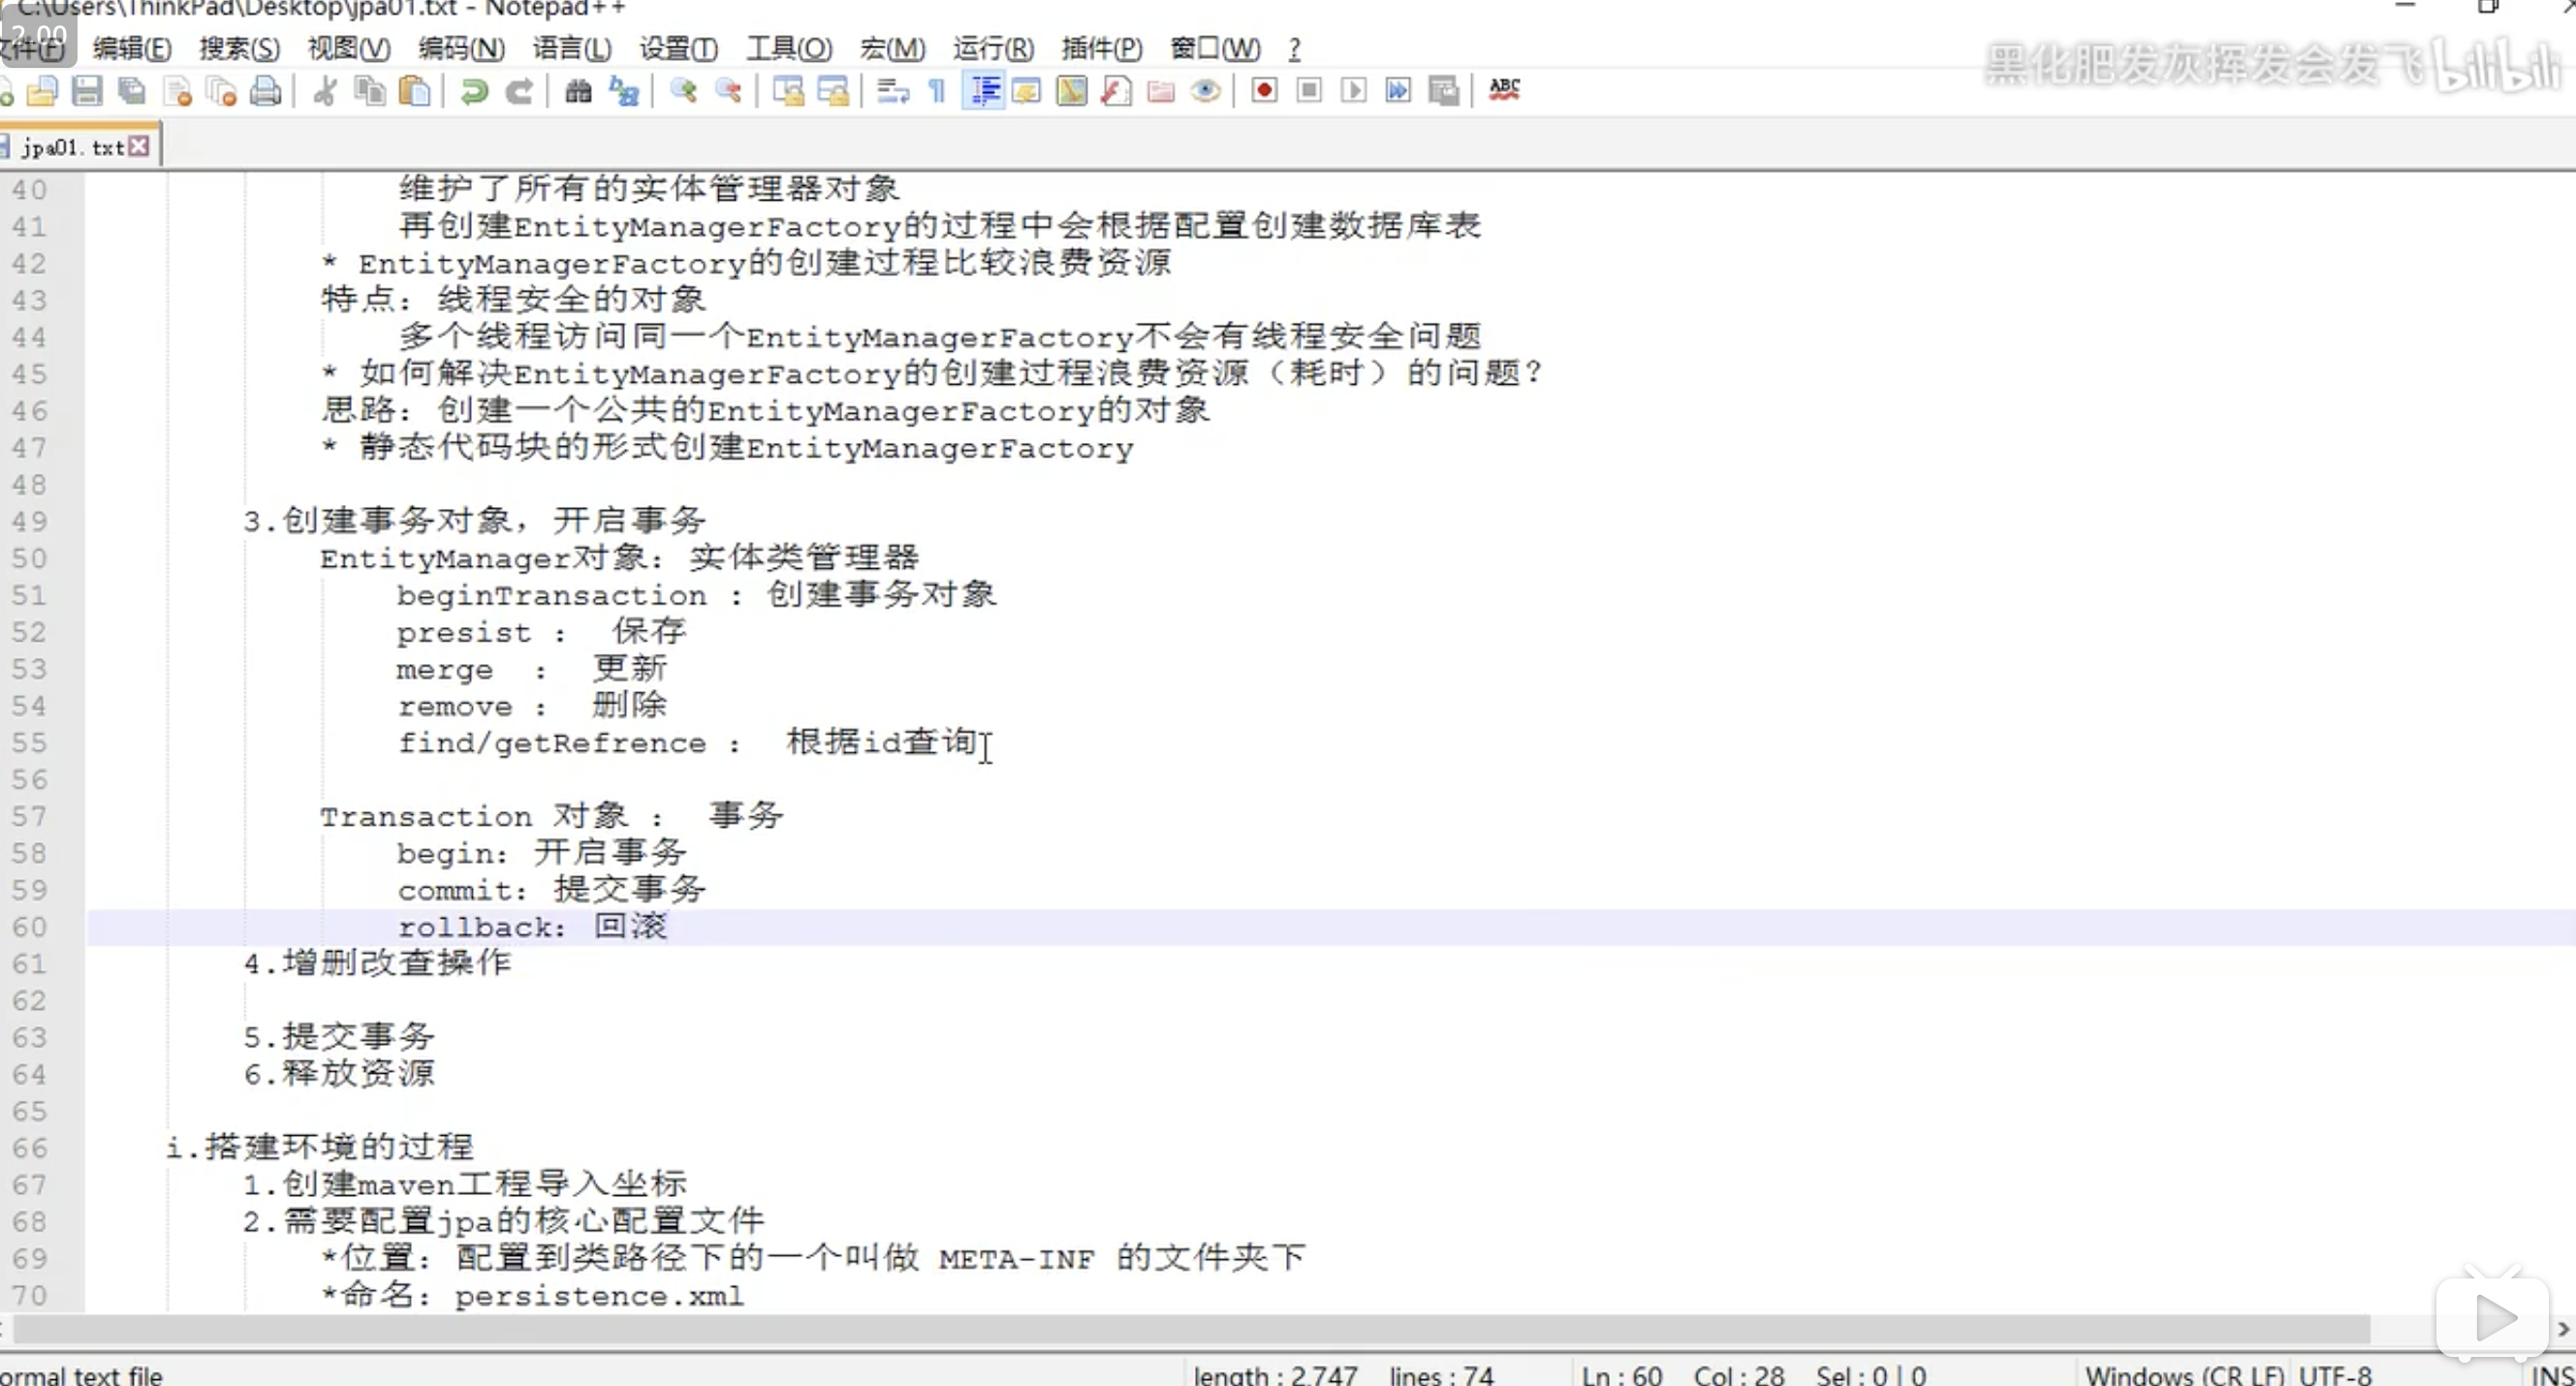 C:\Users\ThinkPad\Desktop\jpa01.txt - Notepad++
2.00
文件(F) 编辑(E) 搜索(S) 视图(V) 编码(N) 语言(L) 设置(T) 工具(O) 宏(M) 运行(R) 插件(P) 窗口(W) ?
黑化肥发灰挥发会发飞 bilibili
ABC
jpa01.txt
40 维护了所有的实体管理器对象
41 再创建EntityManagerFactory的过程中会根据配置创建数据库表
42 * EntityManagerFactory的创建过程比较浪费资源
43 特点：线程安全的对象
44 多个线程访问同一个EntityManagerFactory不会有线程安全问题
45 * 如何解决EntityManagerFactory的创建过程浪费资源（耗时）的问题？
46 思路：创建一个公共的EntityManagerFactory的对象
47 * 静态代码块的形式创建EntityManagerFactory
48
49 3.创建事务对象，开启事务
50 EntityManager对象：实体类管理器
51 beginTransaction : 创建事务对象
52 presist ： 保存
53 merge ： 更新
54 remove ： 删除
55 find/getRefrence ： 根据id查询
56
57 Transaction 对象 ： 事务
58 begin：开启事务
59 commit：提交事务
60 rollback：回滚
61 4.增删改查操作
62
63 5.提交事务
64 6.释放资源
65
66 i.搭建环境的过程
67 1.创建maven工程导入坐标
68 2.需要配置jpa的核心配置文件
69 *位置：配置到类路径下的一个叫做 META-INF 的文件夹下
70 *命名：persistence.xml
ormal text file length : 2,747 lines : 74 Ln : 60 Col : 28 Sel : 0 | 0 Windows (CR LF) UTF-8 INS